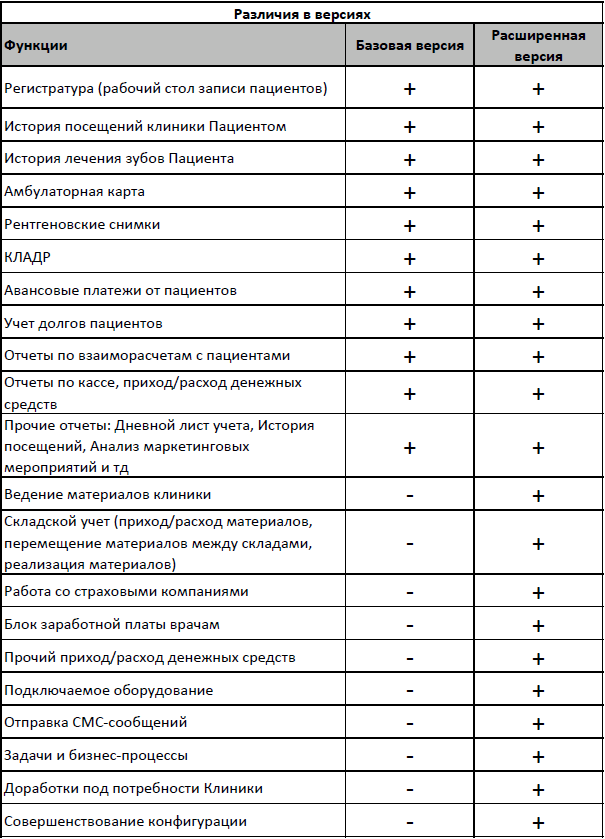 Различия в версиях
Функции Базовая версия Расширенная версия
Регистратура (рабочий стол записи пациентов) + +
История посещений клиники Пациентом + +
История лечения зубов Пациента + +
Амбулаторная карта + +
Рентгеновские снимки + +
КЛАДР + +
Авансовые платежи от пациентов + +
Учет долгов пациентов + +
Отчеты по взаиморасчетам с пациентами + +
Отчеты по кассе, приход/расход денежных
средств + +
Прочие отчеты: Дневной лист учета, История
посещений, Анализ маркетинговых + +
мероприятий и тд
Ведение материалов клиники - +
Складской учет (приход/расход материалов,
перемещение материалов между складами, - +
реализация материалов)
Работа со страховыми компаниями - +
Блок заработной платы врачам - +
Прочий приход/расход денежных средств - +
Подключаемое оборудование - +
Отправка СМС-сообщений - +
Задачи и бизнес-процессы - +
Доработки под потребности Клиники - +
Совершенствование конфигурации - +